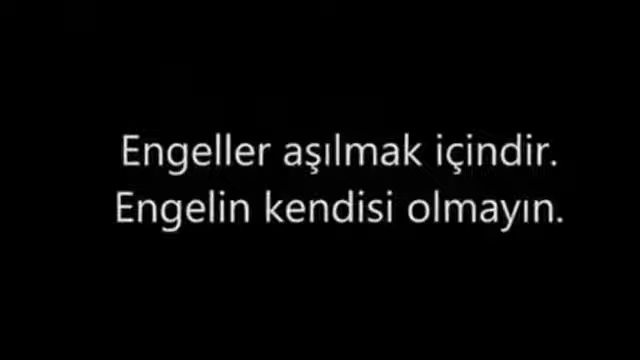 Engeller aşılmak içindir.
Engelin kendisi olmayın.